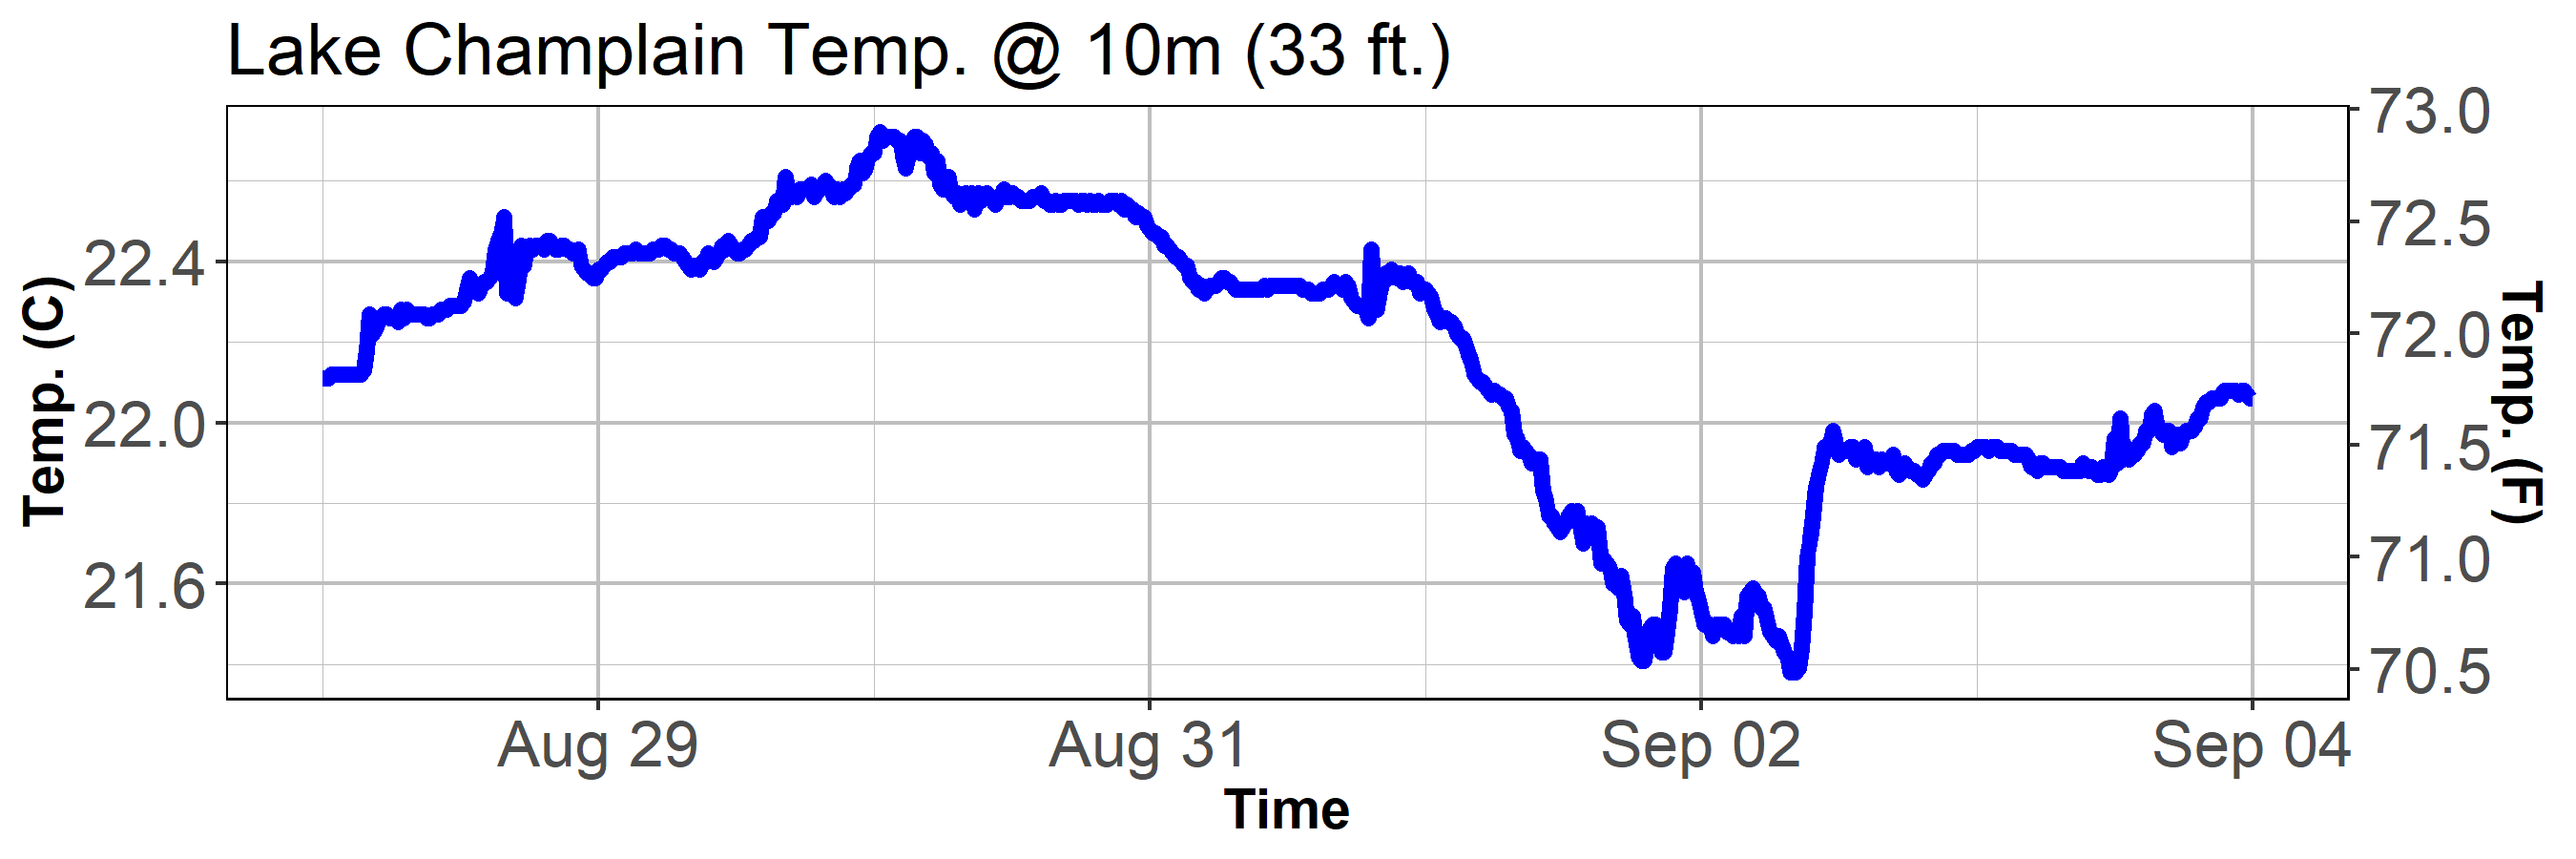 Lake Champlain Temp. @ 10m (33 ft.)
Temp. (C)
22.4
22.0
21.6
73.0
72.5
72.0
71.5
71.0
70.5
Temp. (F)
Aug 29
Aug 31
Sep 02
Sep 04
Time